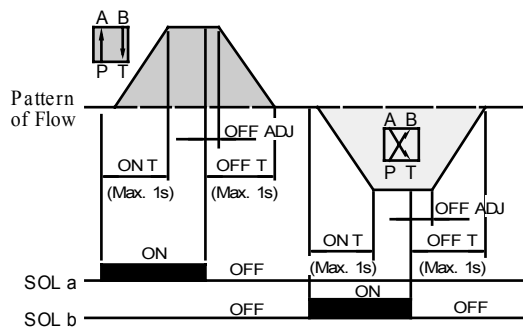 A B
P T
Pattern
of Flow
A B
P T
OFF ADJ
ON T
OFF T
(Max. 1s)
(Max. 1s)
OFF ADJ
ON T
OFF T
(Max. 1s)
(Max. 1s)
ON
OFF
SOL a
ON
OFF
OFF
SOL b